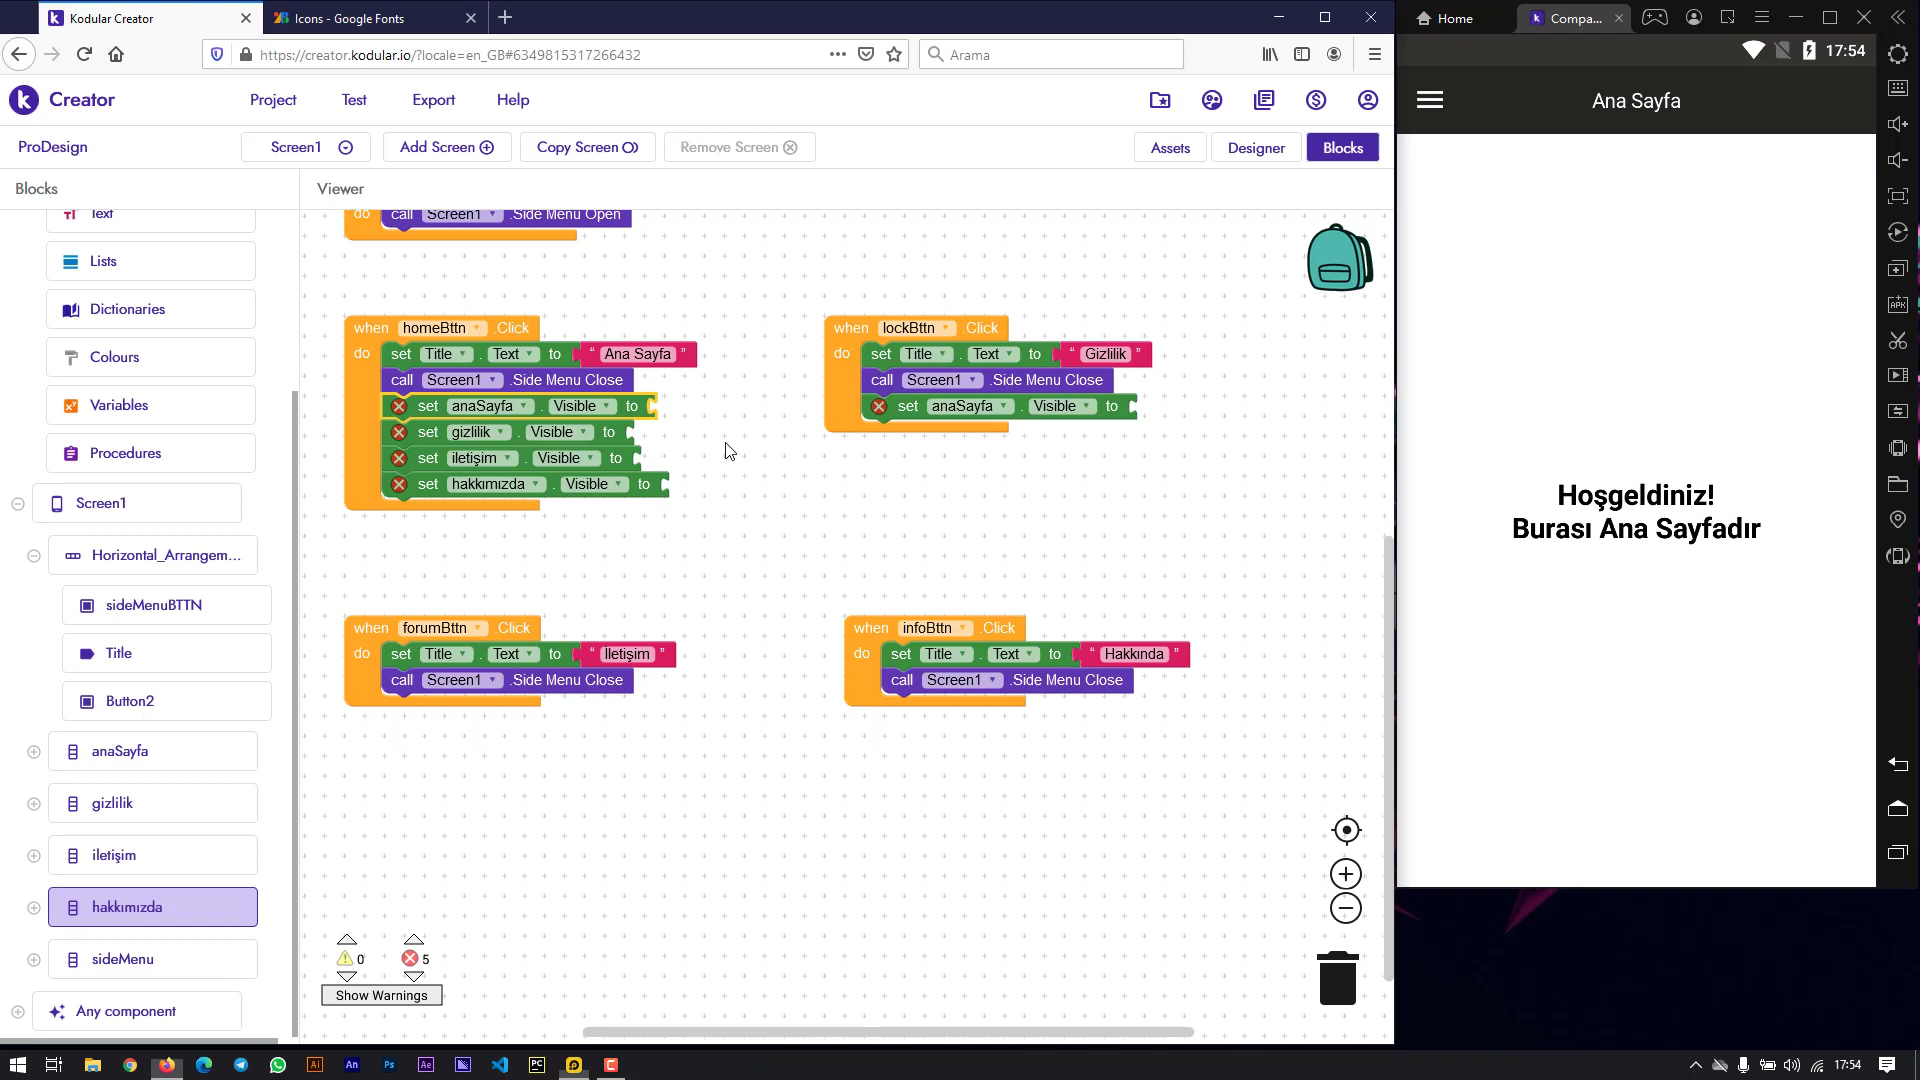 Kodular Creator
Icons - Google Fonts
Home
Compa...
https://creator.kodular.io/?locale=en_GB#6349815317266432
Arama
17:54
Creator
Project
Test
Export
Help
Ana Sayfa
ProDesign
Screen1
Add Screen
Copy Screen
Remove Screen
Assets
Designer
Blocks
Blocks
Viewer
Text
Lists
Dictionaries
Colours
Variables
Procedures
Screen1
Horizontal_Arrangem...
sideMenuBTTN
Title
Button2
anaSayfa
gizlilik
iletişim
hakkımızda
sideMenu
Any component
do call Screen1 .Side Menu Open
when homeBttn .Click
do set Title . Text to " Ana Sayfa "
call Screen1 .Side Menu Close
set anaSayfa . Visible to
set gizlilik . Visible to
set iletişim . Visible to
set hakkımızda . Visible to
when lockBttn .Click
do set Title . Text to " Gizlilik "
call Screen1 .Side Menu Close
set anaSayfa . Visible to
when forumBttn .Click
do set Title . Text to " İletişim "
call Screen1 .Side Menu Close
when infoBttn .Click
do set Title . Text to " Hakkında "
call Screen1 .Side Menu Close
0
5
Show Warnings
Hoşgeldiniz!
Burası Ana Sayfadır
APK
Ai
An
Ps
Ae
PC
17:54